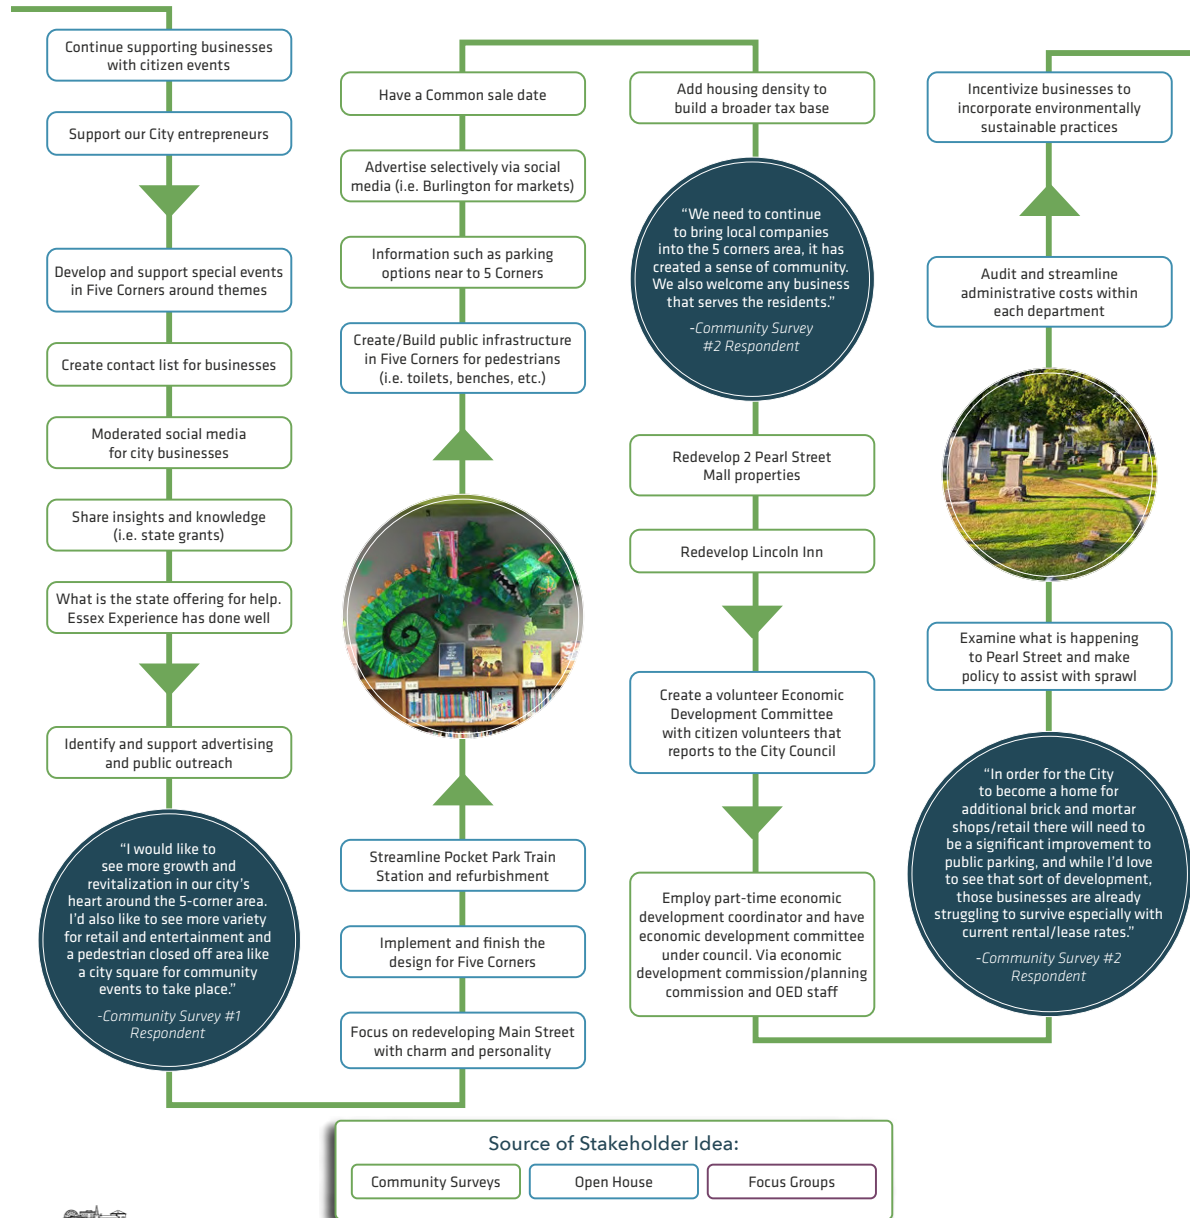 Continue supporting businesses
with citizen events
Support our City entrepreneurs
Develop and support special events
in Five Corners around themes
Create contact list for businesses
Moderated social media
for city businesses
Share insights and knowledge
(i.e. state grants)
What is the state offering for help.
Essex Experience has done well
Identify and support advertising
and public outreach
“I would like to
see more growth and
revitalization in our city’s
heart around the 5-corner area.
I’d also like to see more variety
for retail and entertainment and
a pedestrian closed off area like
a city square for community
events to take place.”
-Community Survey #1
Respondent
Have a Common sale date
Advertise selectively via social
media (i.e. Burlington for markets)
Information such as parking
options near to 5 Corners
Create/Build public infrastructure
in Five Corners for pedestrians
(i.e. toilets, benches, etc.)
Streamline Pocket Park Train
Station and refurbishment
Implement and finish the
design for Five Corners
Focus on redeveloping Main Street
with charm and personality
Add housing density to
build a broader tax base
“We need to continue
to bring local companies
into the 5 corners area, it has
created a sense of community.
We also welcome any business
that serves the residents.”
-Community Survey
#2 Respondent
Redevelop 2 Pearl Street
Mall properties
Redevelop Lincoln Inn
Create a volunteer Economic
Development Committee
with citizen volunteers that
reports to the City Council
Employ part-time economic
development coordinator and have
economic development committee
under council. Via economic
development commission/planning
commission and OED staff
Incentivize businesses to
incorporate environmentally
sustainable practices
Audit and streamline
administrative costs within
each department
Examine what is happening
to Pearl Street and make
policy to assist with sprawl
“In order for the City
to become a home for
additional brick and mortar
shops/retail there will need to
be a significant improvement to
public parking, and while I’d love
to see that sort of development,
those businesses are already
struggling to survive especially with
current rental/lease rates.”
-Community Survey #2
Respondent
Source of Stakeholder Idea:
Community Surveys
Open House
Focus Groups